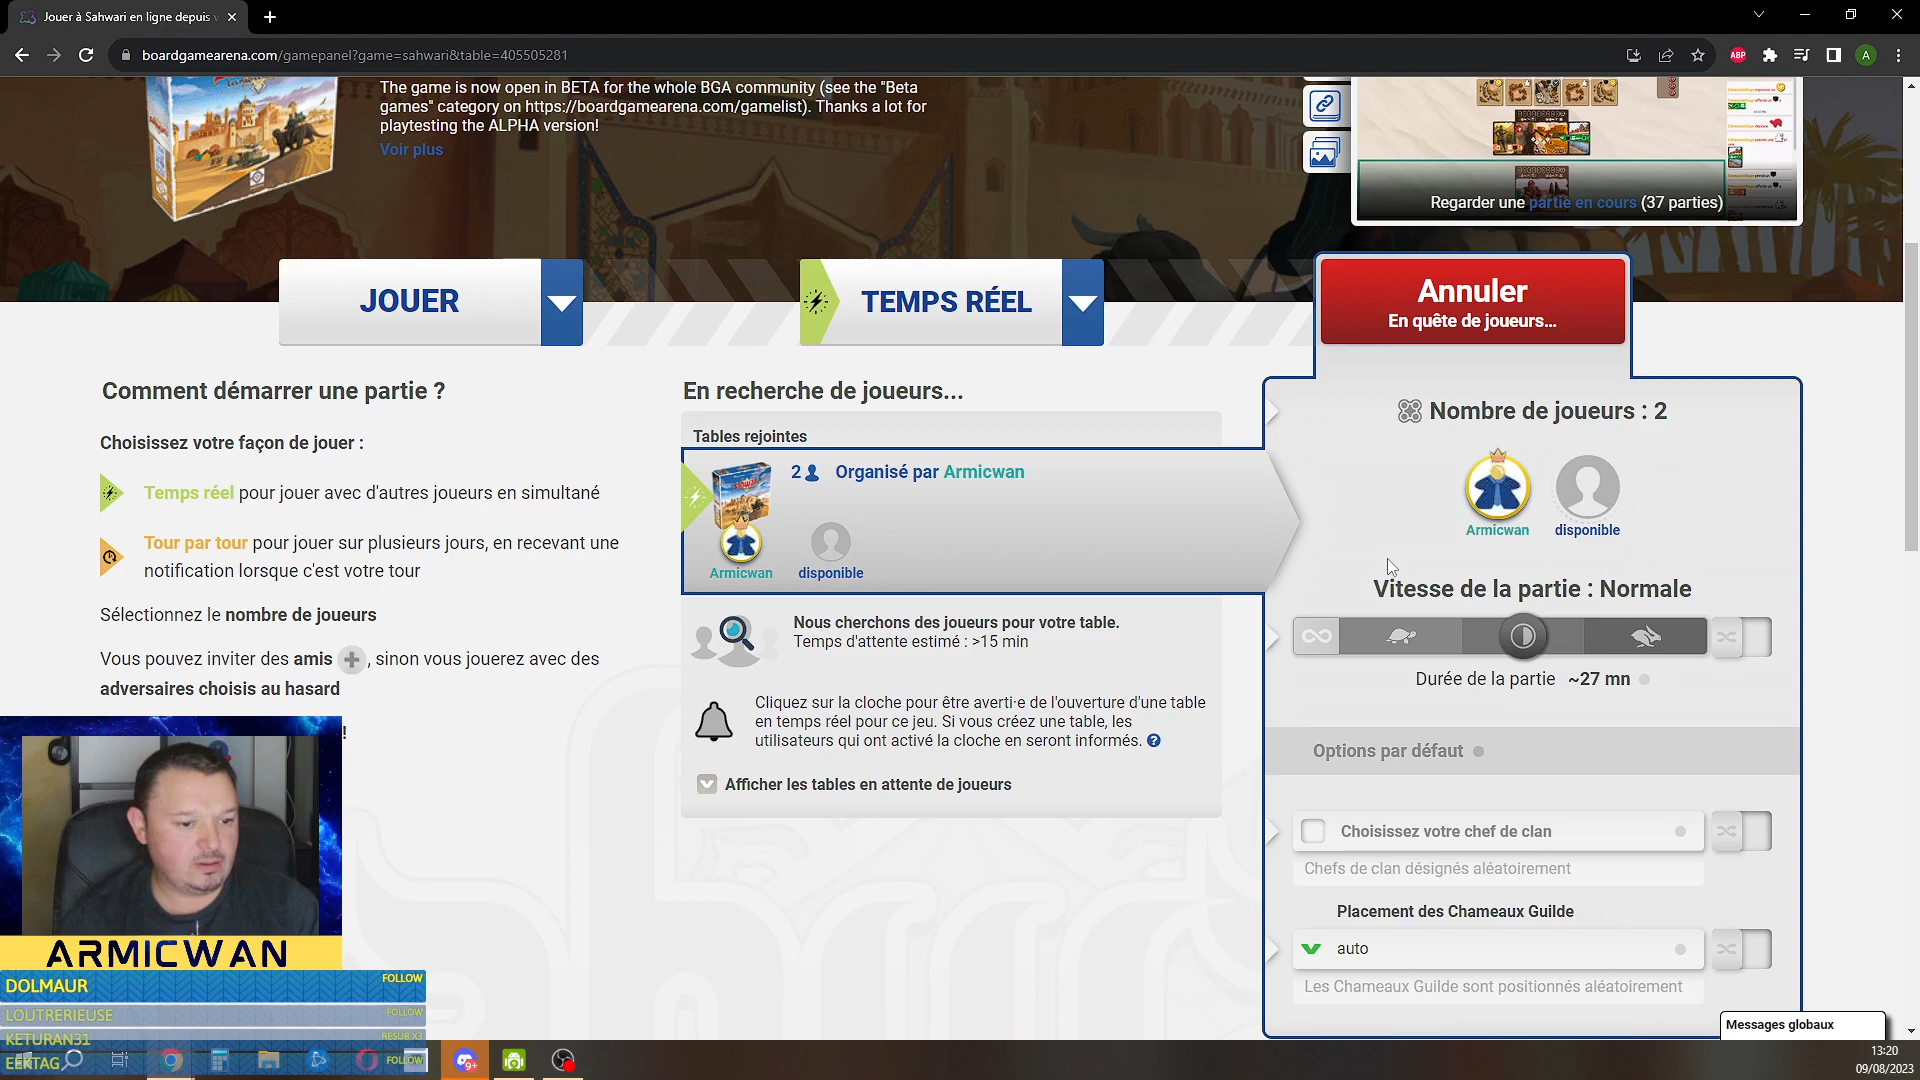 Jouer à Sahwari en ligne depuis v
boardgamearena.com/gamepanel?game=sahwari&table=405505281
ABP
A
The game is now open in BETA for the whole BGA community (see the "Beta
games" category on https://boardgamearena.com/gamelist). Thanks a lot for
playtesting the ALPHA version!
Voir plus
Regarder une partie en cours (37 parties)
JOUER
TEMPS RÉEL
Annuler
En quête de joueurs...
Comment démarrer une partie ?
Choisissez votre façon de jouer :
Temps réel pour jouer avec d'autres joueurs en simultané
Tour par tour pour jouer sur plusieurs jours, en recevant une
notification lorsque c'est votre tour
Sélectionnez le nombre de joueurs
Vous pouvez inviter des amis + , sinon vous jouerez avec des
adversaires choisis au hasard
!
En recherche de joueurs...
Tables rejointes
2 Organisé par Armicwan
Armicwan disponible
Nous cherchons des joueurs pour votre table.
Temps d'attente estimé : >15 min
Cliquez sur la cloche pour être averti·e de l'ouverture d'une table
en temps réel pour ce jeu. Si vous créez une table, les
utilisateurs qui ont activé la cloche en seront informés. ?
Afficher les tables en attente de joueurs
Nombre de joueurs : 2
Armicwan disponible
Vitesse de la partie : Normale
Durée de la partie ~27 mn
Options par défaut
Choisissez votre chef de clan
Chefs de clan désignés aléatoirement
Placement des Chameaux Guilde
auto
Les Chameaux Guilde sont positionnés aléatoirement
Messages globaux
ARMICWAN
DOLMAUR FOLLOW
LOUTRERIEUSE FOLLOW
KETURAN31 RESUB X3
EEKTAG FOLLOW
9+
13:20
09/08/2023